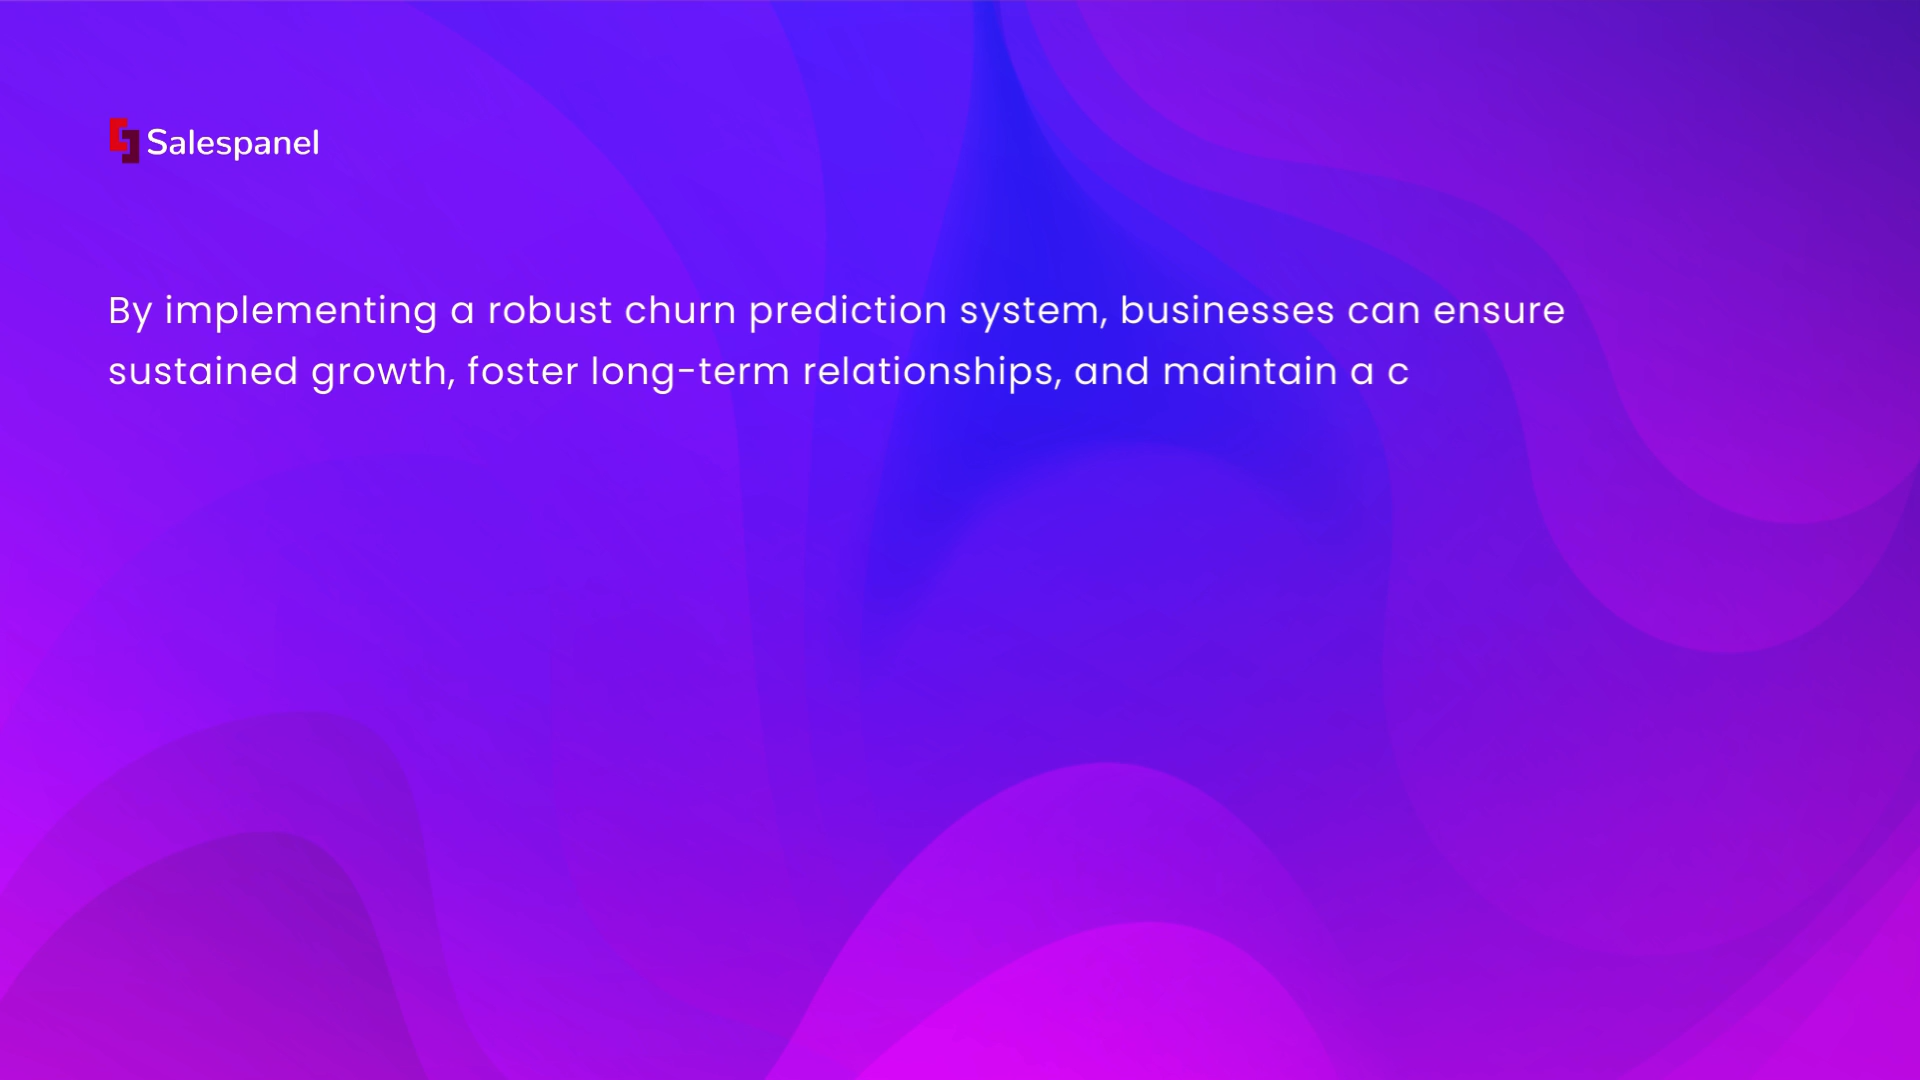 Salespanel
By implementing a robust churn prediction system, businesses can ensure
sustained growth, foster long-term relationships, and maintain a c